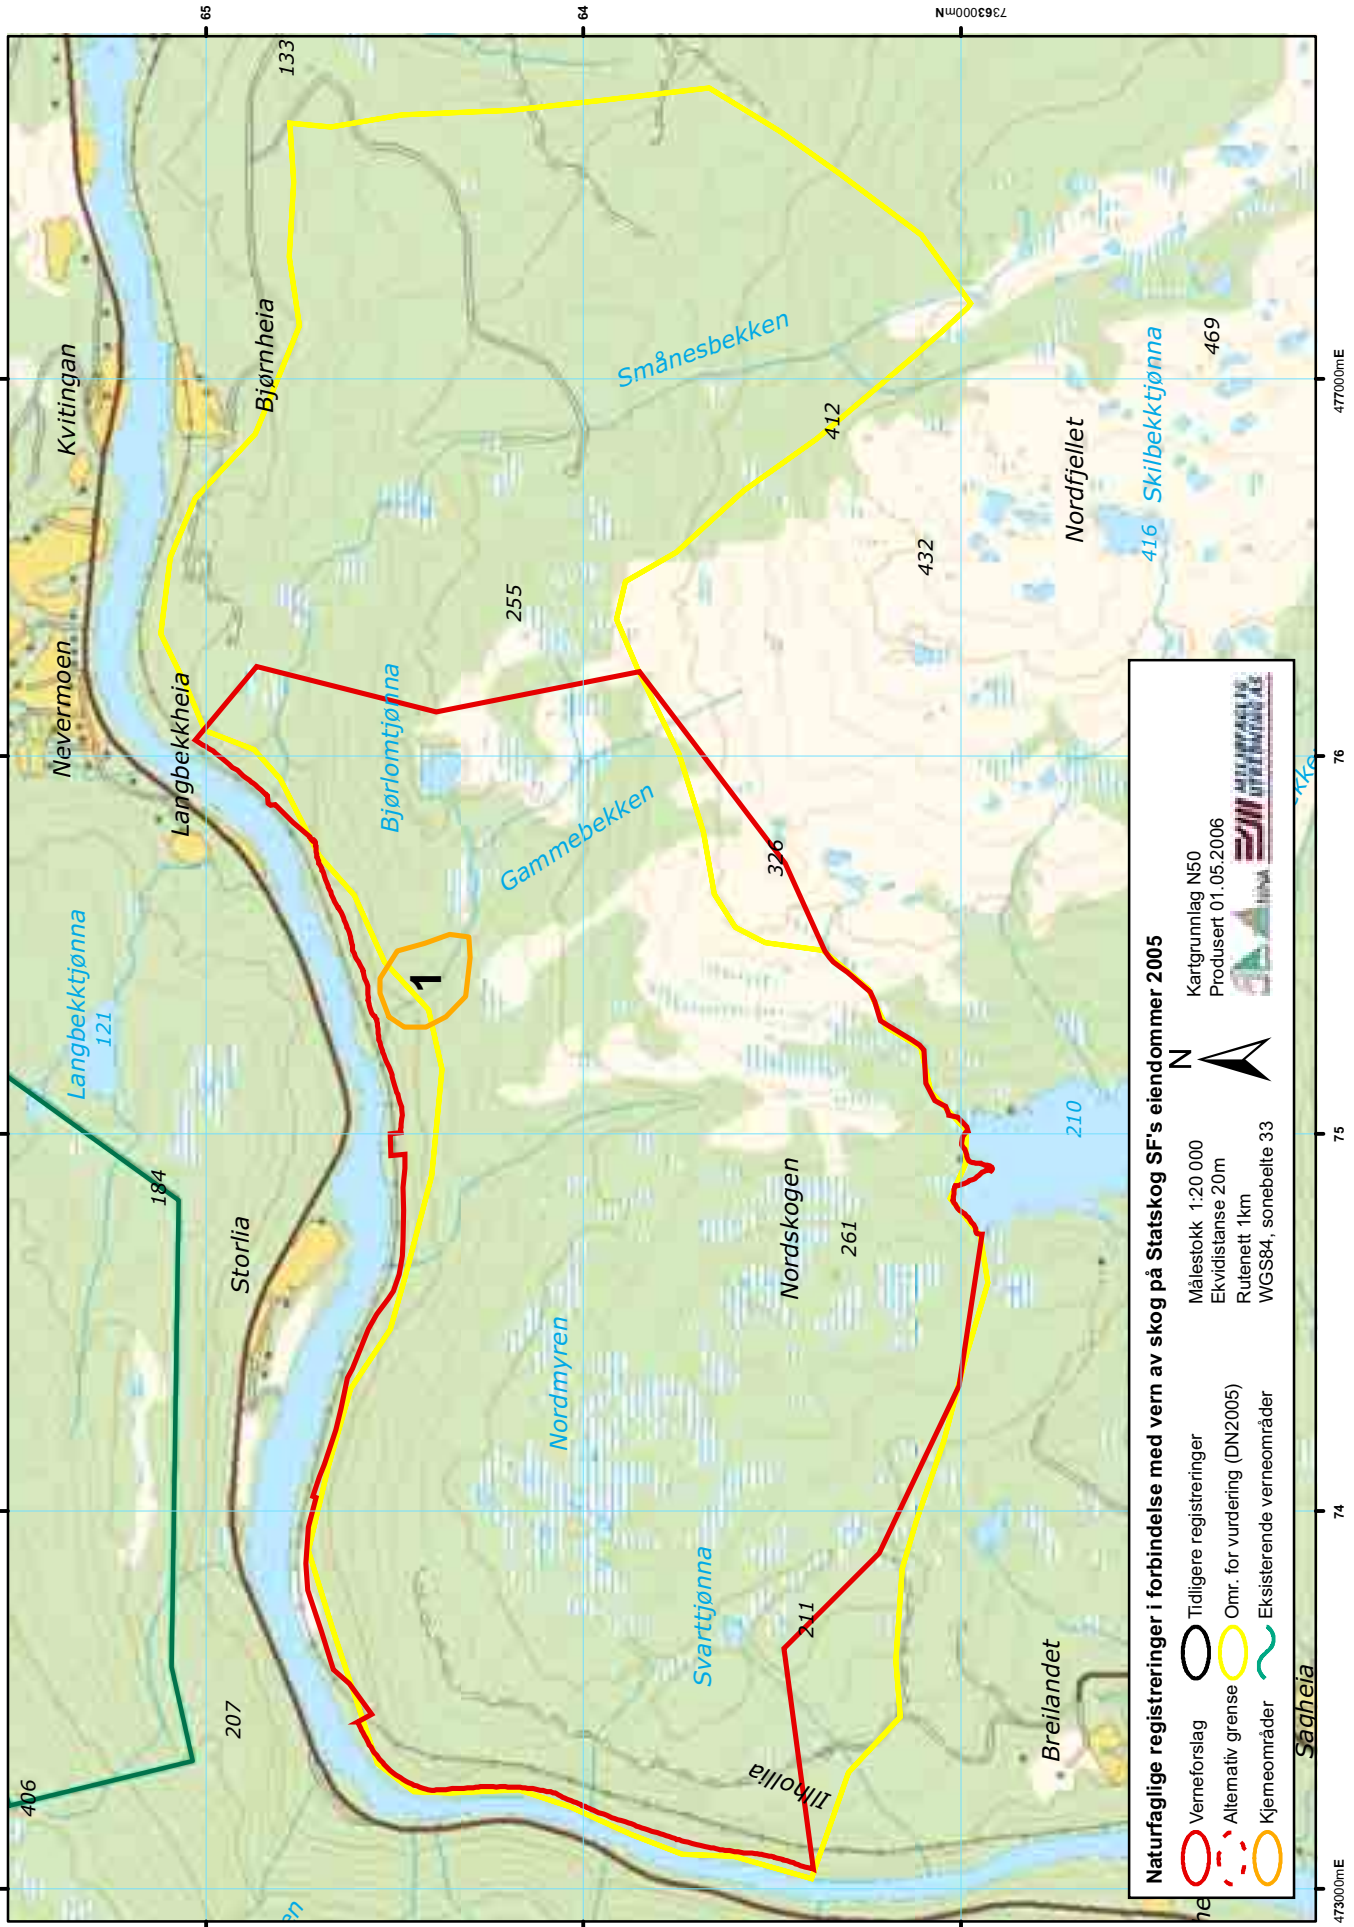 Kvitingan
Nevermoen
Langbekktjønna
121
133
Bjørnheia
Langbekkheia
Storlia
184
207
406
en
Bjørlomtjønna
255
Smånesbekken
Gammebekken
1
412
326
432
Nordfjellet
416 Skilbekktjønna
469
Nordmyren
Nordskogen
261
210
Svarttjønna
211
Ilhollia
Breilandet
Sagheia
he
ekke
65
64
7363000mN
473000mE
74
75
76
477000mE
Naturfaglige registreringer i forbindelse med vern av skog på Statskog SF's eiendommer 2005
Verneforslag
Alternativ grense
Kjerneområder
Tidligere registreringer
Omr. for vurdering (DN2005)
Eksisterende verneområder
Målestokk 1:20 000
Ekvidistanse 20m
Rutenett 1km
WGS84, sonebelte 33
N
Kartgrunnlag N50
Produsert 01.05.2006